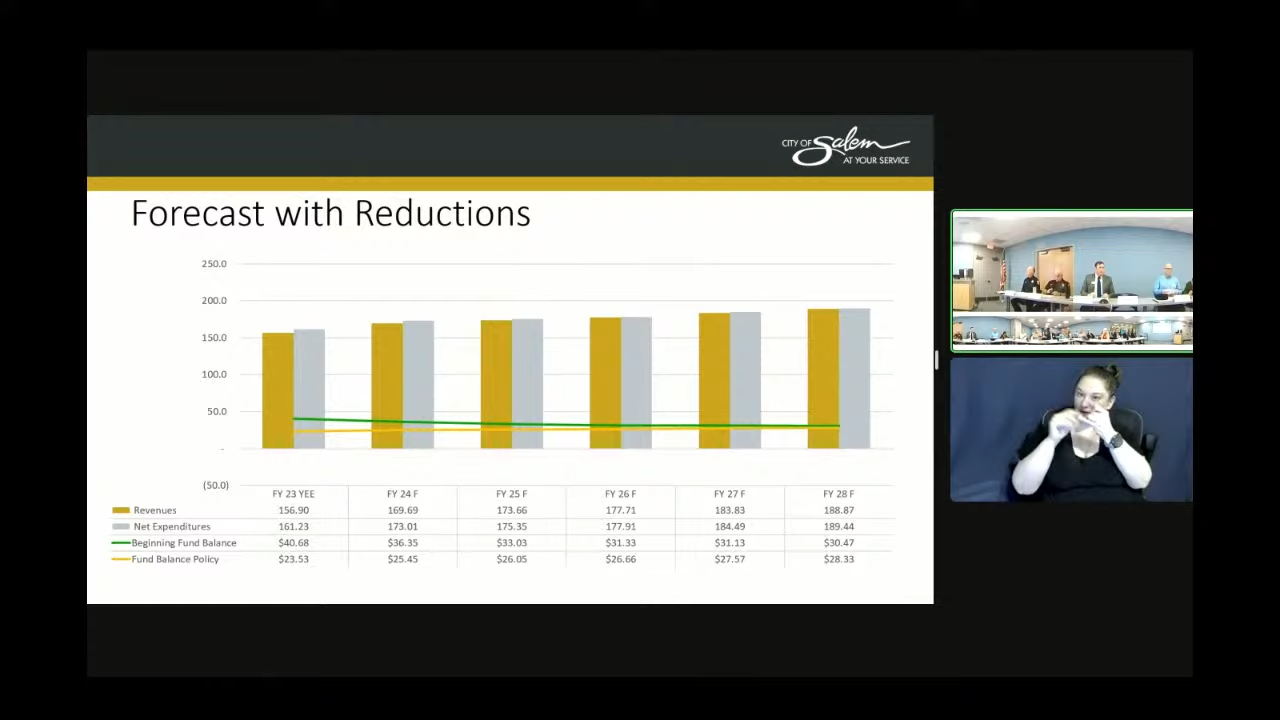 CITY OF Salem
AT YOUR SERVICE
Forecast with Reductions
250.0
200.0
150.0
100.0
50.0
-
(50.0)
FY 23 YEE FY 24 F FY 25 F FY 26 F FY 27 F FY 28 F
Revenues 156.90 169.69 173.66 177.71 183.83 188.87
Net Expenditures 161.23 173.01 175.35 177.91 184.49 189.44
Beginning Fund Balance $40.68 $36.35 $33.03 $31.33 $31.13 $30.47
Fund Balance Policy $23.53 $25.45 $26.05 $26.66 $27.57 $28.33